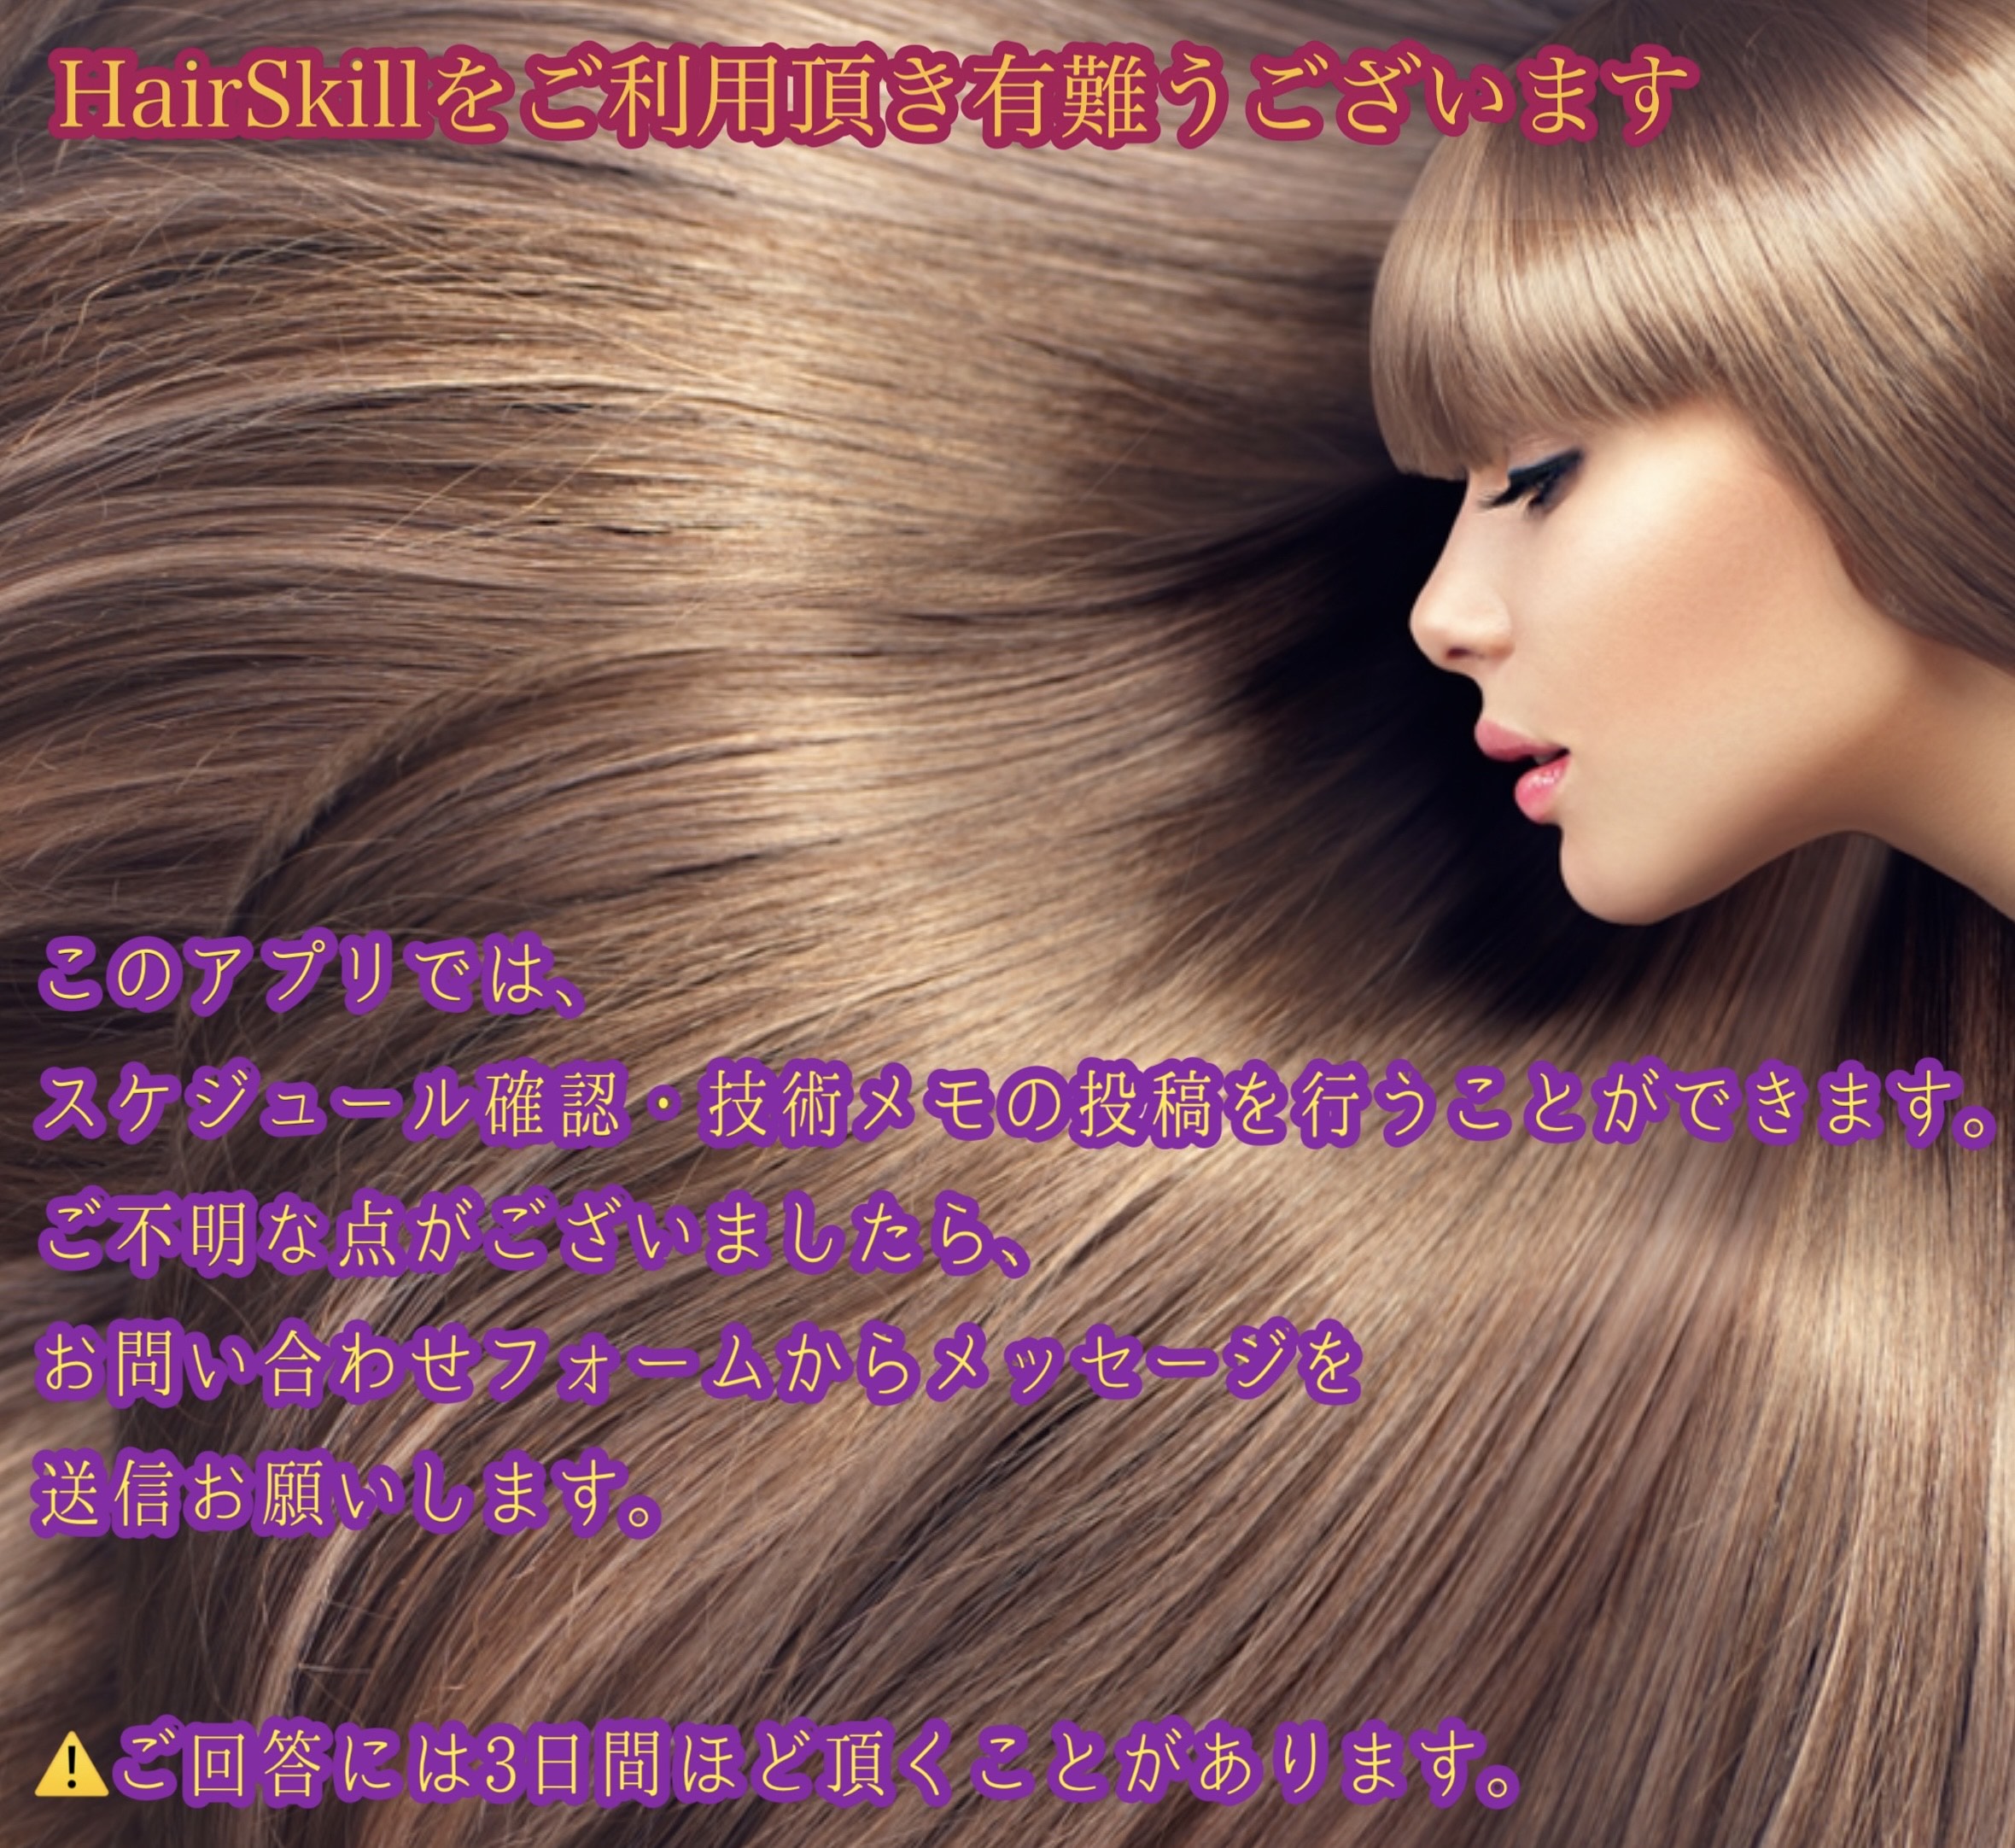 HairSkillをご利用頂き有難うございます
このアプリでは、
スケジュール確認・技術メモの投稿を行うことができます。
ご不明な点がございましたら、
お問い合わせフォームからメッセージを
送信お願いします。
⚠️ご回答には3日間ほど頂くことがあります。